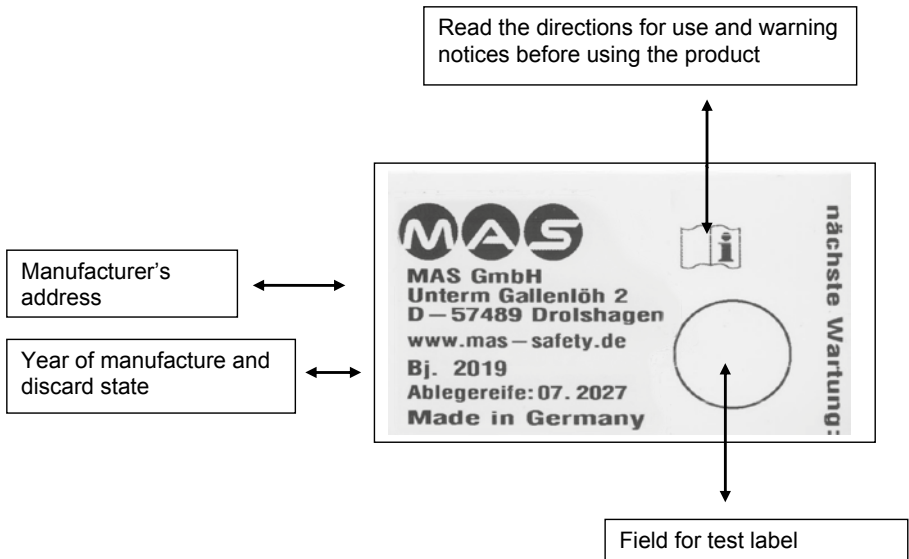 Read the directions for use and warning
notices before using the product
Manufacturer’s
address
Year of manufacture and
discard state
MAS
MAS GmbH
Unterm Gallenlöh 2
D – 57489 Drolshagen
www.mas – safety.de
Bj. 2019
Ablegereife: 07. 2027
Made in Germany
i
nächste Wartung:
Field for test label